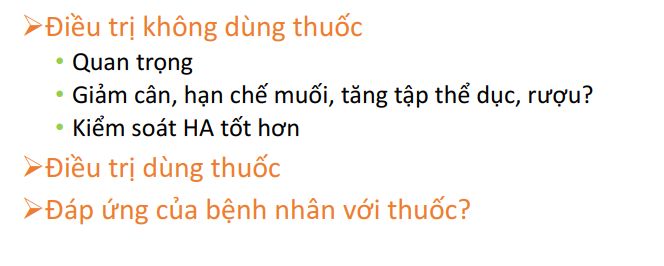 ➢Điều trị không dùng thuốc
• Quan trọng
• Giảm cân, hạn chế muối, tăng tập thể dục, rượu?
• Kiểm soát HA tốt hơn
➢Điều trị dùng thuốc
➢Đáp ứng của bệnh nhân với thuốc?